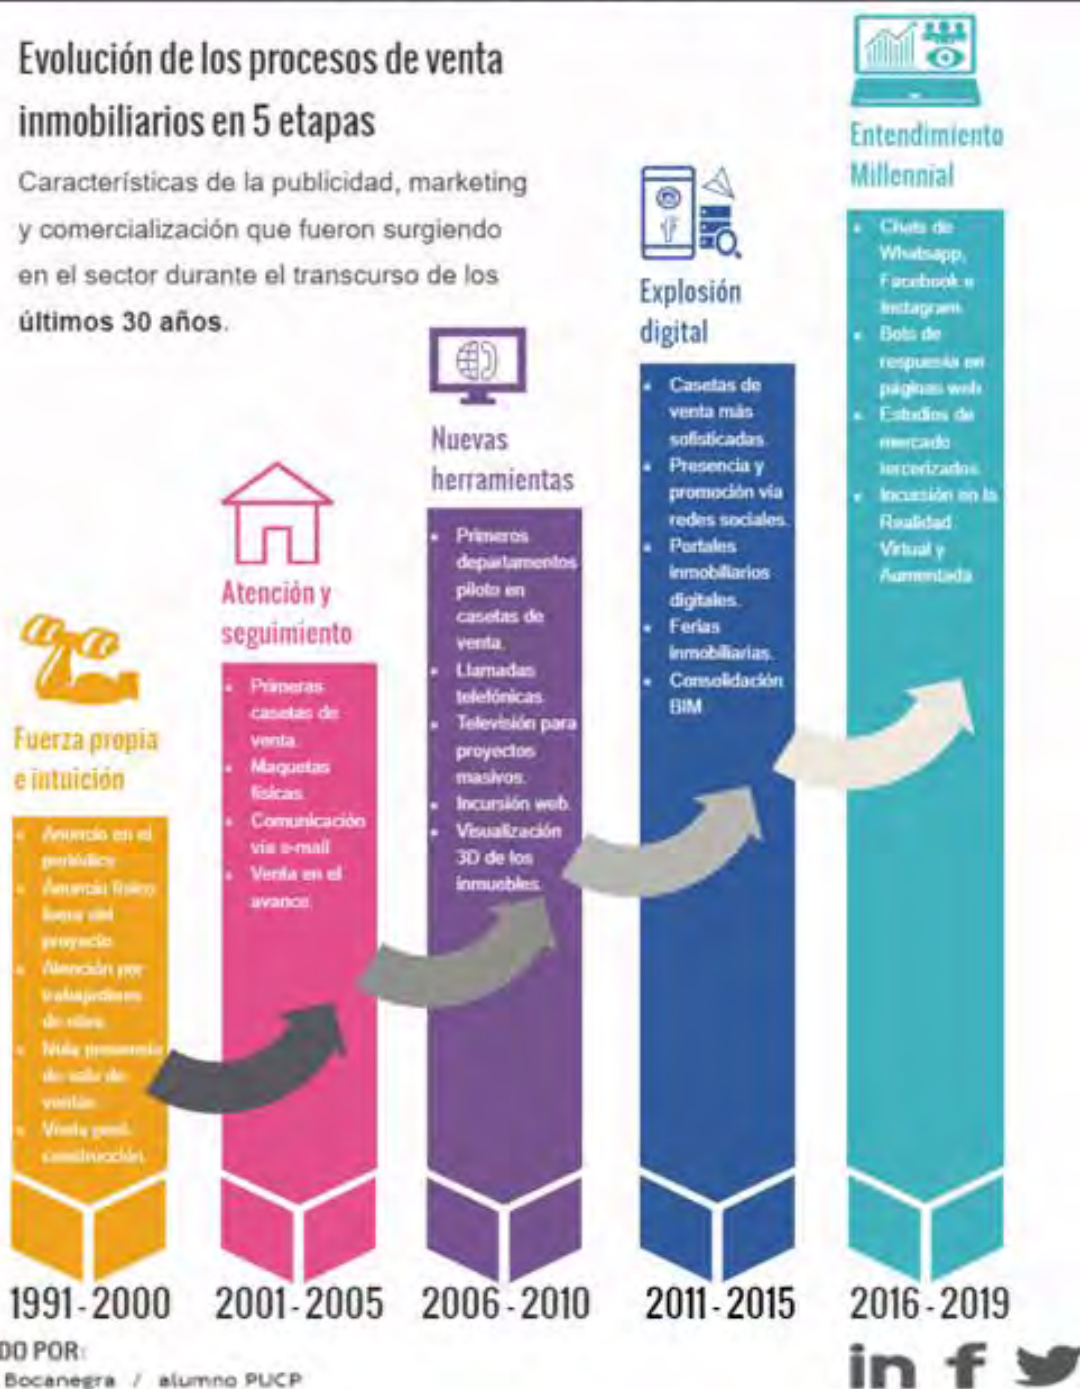 Evolución de los procesos de venta
inmobiliarios en 5 etapas
Características de la publicidad, marketing
y comercialización que fueron surgiendo
en el sector durante el transcurso de los
últimos 30 años.
Fuerza propia
e intuición
Anuncio en el
periódico
Anuncio físico
fuera del
proyecto
Atención por
trabajadores
de obra.
Nula presencia
de sala de
ventas
Venta post.
construcción.
1991-2000
Atención y
seguimiento
Primeras
casetas de
venta.
Maquetas
físicas
Comunicación
vía e-mail
Venta en el
avance.
2001-2005
Nuevas
herramientas
Primeros
departamentos
piloto en
casetas de
venta.
Llamadas
telefónicas
Televisión para
proyectos
masivos.
Incursión web.
Visualización
3D de los
inmuebles.
2006-2010
Explosión
digital
Casetas de
venta más
sofisticadas.
Presencia y
promoción vía
redes sociales.
Portales
inmobiliarios
digitales.
Ferias
inmobiliarias.
Consolidación
BIM
2011-2015
Entendimiento
Millennial
Chats de
Whatsapp,
Facebook e
Instagram.
Bots de
respuesta en
páginas web
Estudios de
mercado
tercerizados.
Incursión en la
Realidad
Virtual y
Aumentada
2016-2019
DO POR:
Bocanegra / alumno PUCP
in f